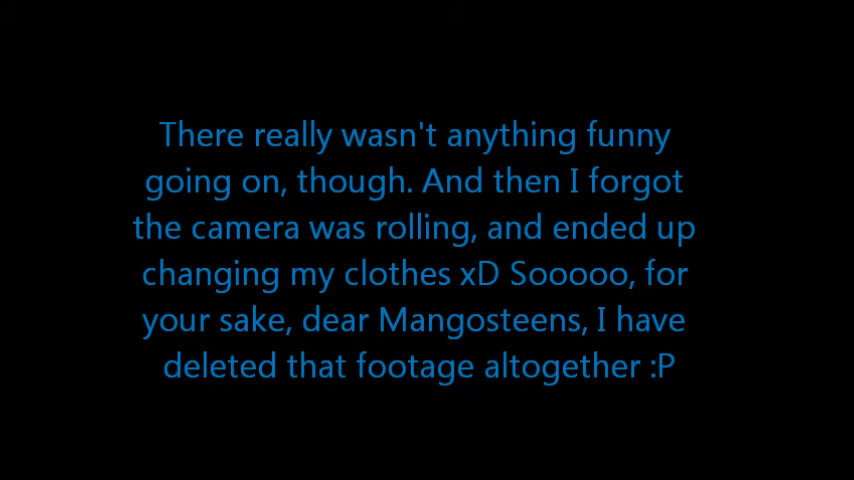 There really wasn't anything funny
going on, though. And then I forgot
the camera was rolling, and ended up
changing my clothes xD Sooooo, for
your sake, dear Mangosteens, I have
deleted that footage altogether :P